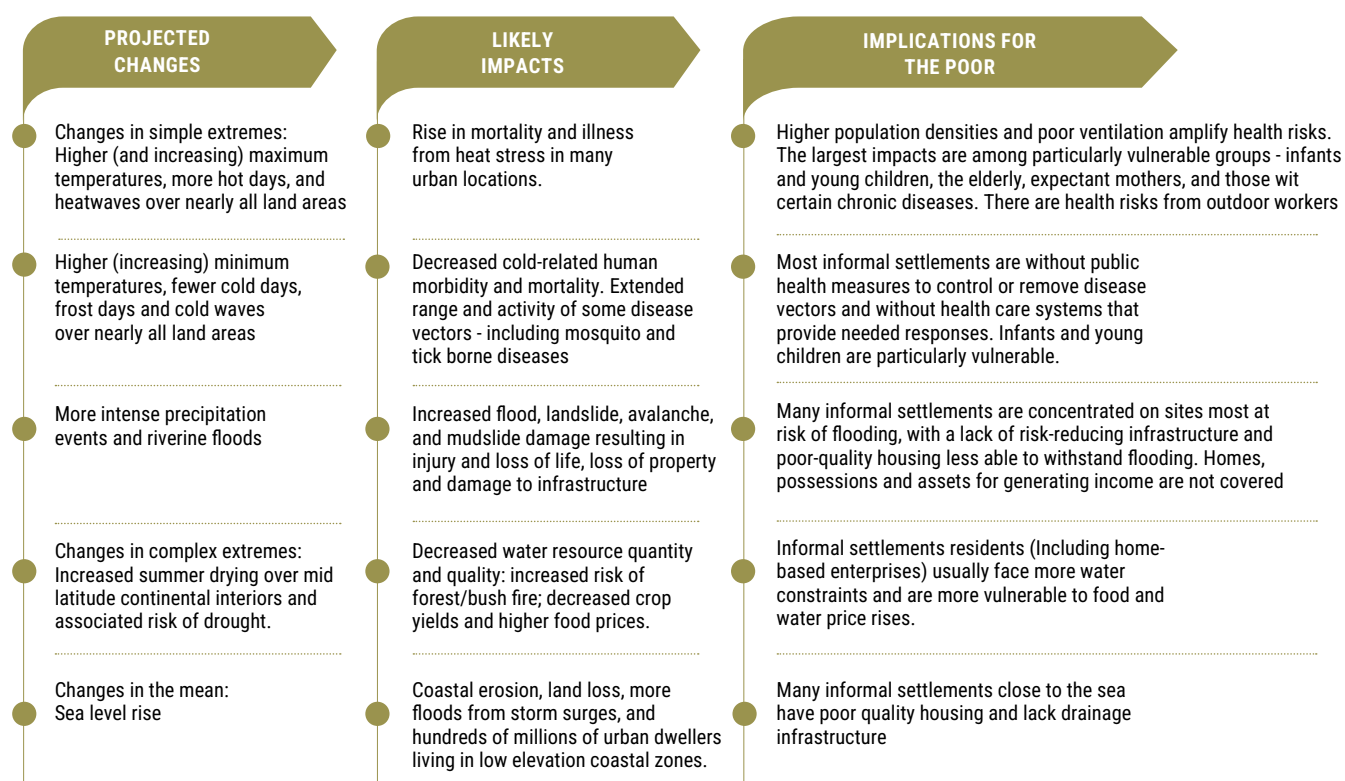 PROJECTED
CHANGES
LIKELY
IMPACTS
IMPLICATIONS FOR
THE POOR
Changes in simple extremes:
Higher (and increasing) maximum
temperatures, more hot days, and
heatwaves over nearly all land areas
Rise in mortality and illness
from heat stress in many
urban locations.
Higher population densities and poor ventilation amplify health risks.
The largest impacts are among particularly vulnerable groups - infants
and young children, the elderly, expectant mothers, and those wit
certain chronic diseases. There are health risks from outdoor workers
Higher (increasing) minimum
temperatures, fewer cold days,
frost days and cold waves
over nearly all land areas
Decreased cold-related human
morbidity and mortality. Extended
range and activity of some disease
vectors - including mosquito and
tick borne diseases
Most informal settlements are without public
health measures to control or remove disease
vectors and without health care systems that
provide needed responses. Infants and young
children are particularly vulnerable.
More intense precipitation
events and riverine floods
Increased flood, landslide, avalanche,
and mudslide damage resulting in
injury and loss of life, loss of property
and damage to infrastructure
Many informal settlements are concentrated on sites most at
risk of flooding, with a lack of risk-reducing infrastructure and
poor-quality housing less able to withstand flooding. Homes,
possessions and assets for generating income are not covered
Changes in complex extremes:
Increased summer drying over mid
latitude continental interiors and
associated risk of drought.
Decreased water resource quantity
and quality: increased risk of
forest/bush fire; decreased crop
yields and higher food prices.
Informal settlements residents (Including home-
based enterprises) usually face more water
constraints and are more vulnerable to food and
water price rises.
Changes in the mean:
Sea level rise
Coastal erosion, land loss, more
floods from storm surges, and
hundreds of millions of urban dwellers
living in low elevation coastal zones.
Many informal settlements close to the sea
have poor quality housing and lack drainage
infrastructure